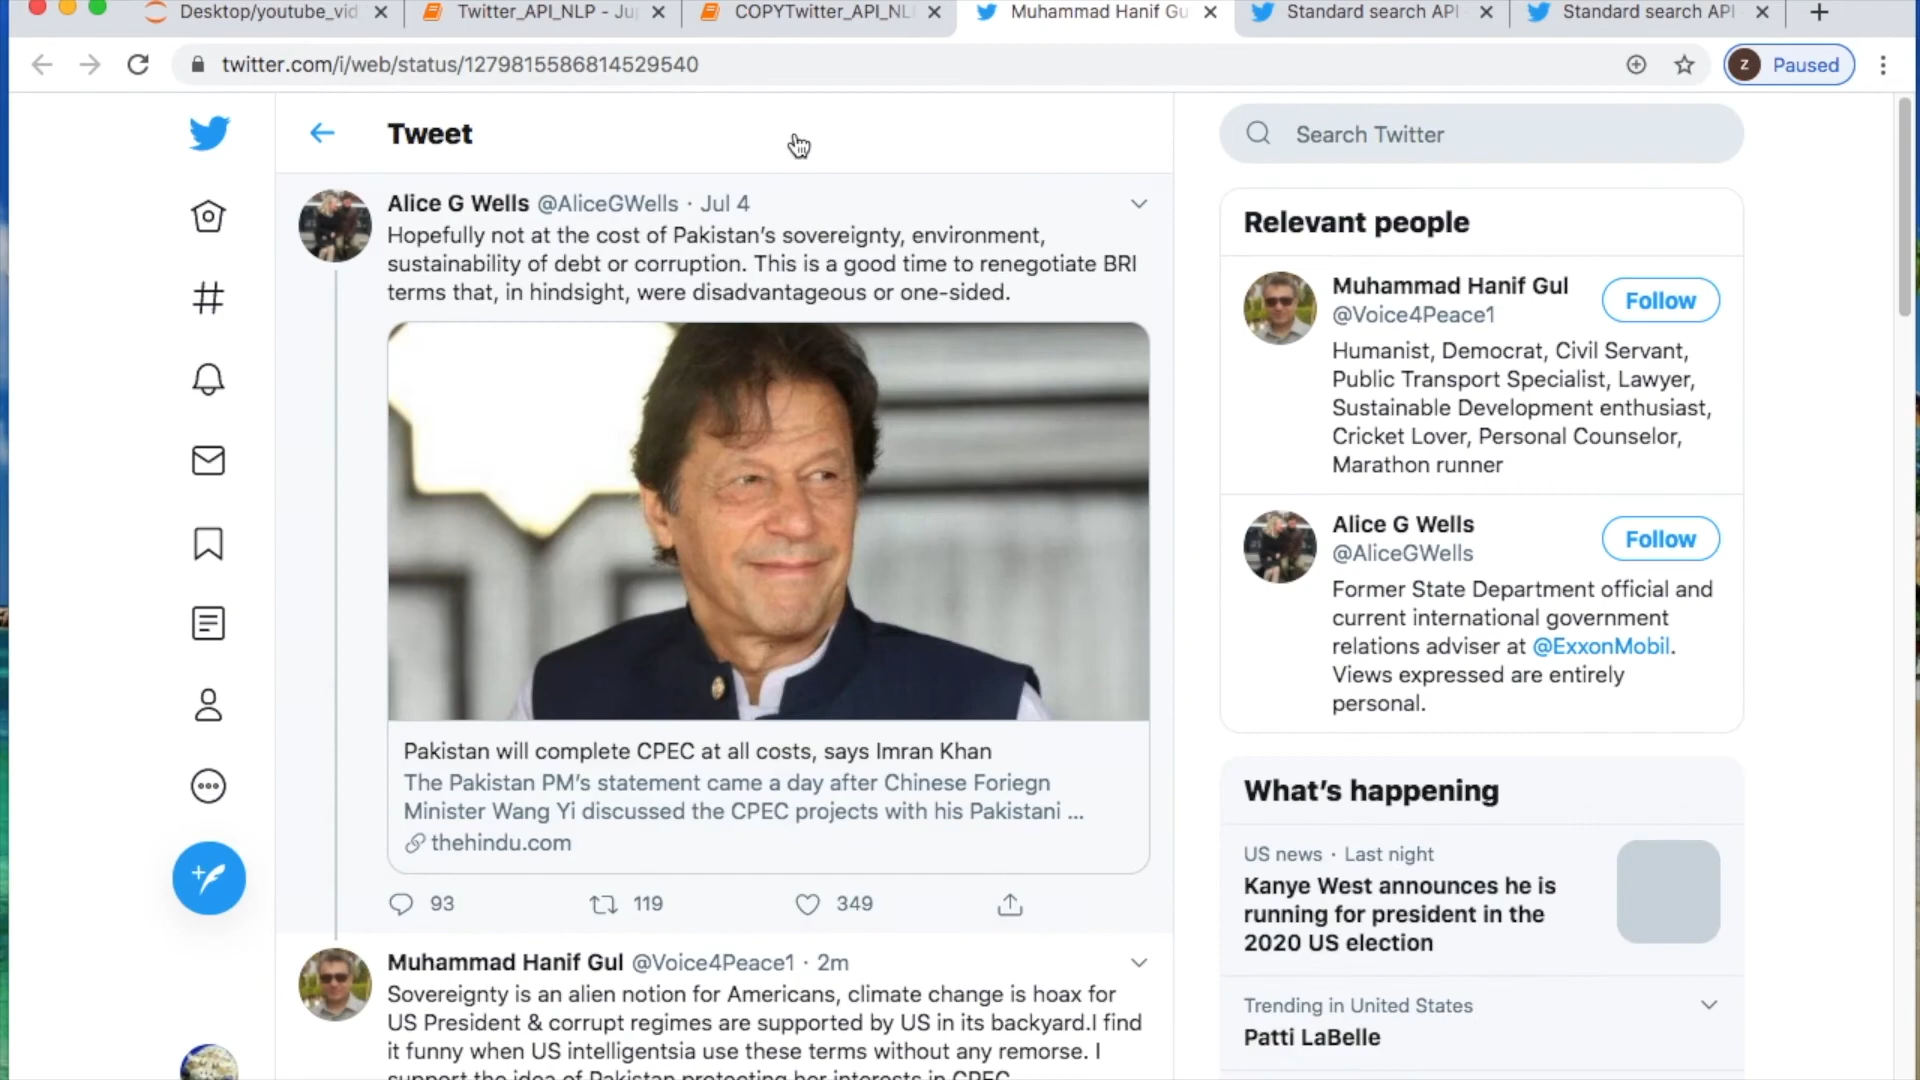 Desktop/youtube_vid
Twitter_API_NLP - Ju
COPYTwitter_API_NL
Muhammad Hanif Gu
Standard search API
Standard search API
twitter.com/i/web/status/1279815586814529540
z
Paused
Tweet
Search Twitter
Alice G Wells @AliceGWells · Jul 4
Hopefully not at the cost of Pakistan's sovereignty, environment,
sustainability of debt or corruption. This is a good time to renegotiate BRI
terms that, in hindsight, were disadvantageous or one-sided.
Pakistan will complete CPEC at all costs, says Imran Khan
The Pakistan PM's statement came a day after Chinese Foriegn
Minister Wang Yi discussed the CPEC projects with his Pakistani ...
thehindu.com
93 119 349
Muhammad Hanif Gul @Voice4Peace1 · 2m
Sovereignty is an alien notion for Americans, climate change is hoax for
US President & corrupt regimes are supported by US in its backyard.I find
it funny when US intelligentsia use these terms without any remorse. I
support the idea of Pakistan protecting her interests in CPEC
Relevant people
Muhammad Hanif Gul
@Voice4Peace1
Follow
Humanist, Democrat, Civil Servant,
Public Transport Specialist, Lawyer,
Sustainable Development enthusiast,
Cricket Lover, Personal Counselor,
Marathon runner
Alice G Wells
@AliceGWells
Follow
Former State Department official and
current international government
relations adviser at @ExxonMobil.
Views expressed are entirely
personal.
What's happening
US news · Last night
Kanye West announces he is
running for president in the
2020 US election
Trending in United States
Patti LaBelle